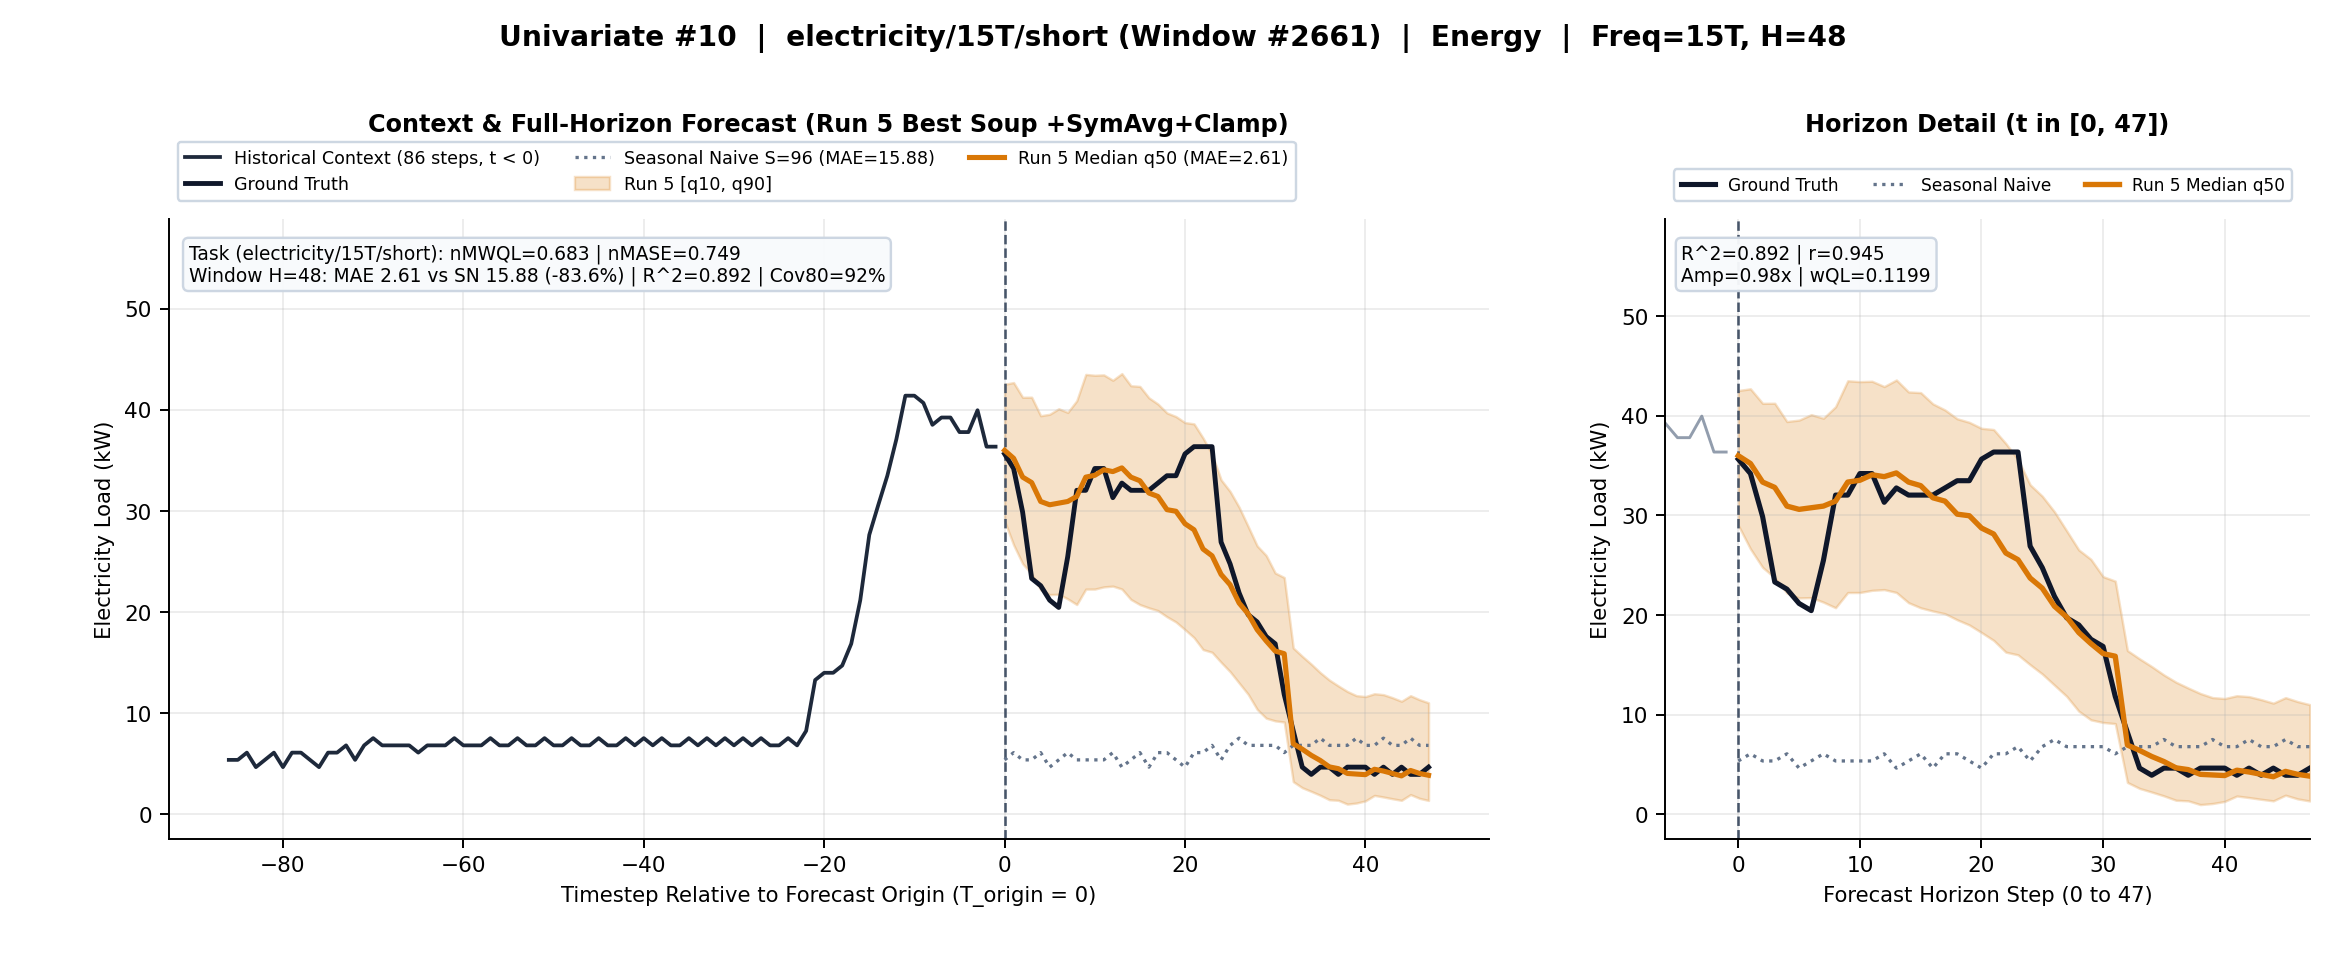 Univariate #10 | electricity/15T/short (Window #2661) | Energy | Freq=15T, H=48
Context & Full-Horizon Forecast (Run 5 Best Soup +SymAvg+Clamp)
Historical Context (86 steps, t < 0)
Ground Truth
Seasonal Naive S=96 (MAE=15.88)
Run 5 [q10, q90]
Run 5 Median q50 (MAE=2.61)
Task (electricity/15T/short): nMWQL=0.683 | nMASE=0.749
Window H=48: MAE 2.61 vs SN 15.88 (-83.6%) | R^2=0.892 | Cov80=92%
Electricity Load (kW)
50
40
30
20
10
0
−80 −60 −40 −20 0 20 40
Timestep Relative to Forecast Origin (T_origin = 0)
Horizon Detail (t in [0, 47])
Ground Truth Seasonal Naive Run 5 Median q50
R^2=0.892 | r=0.945
Amp=0.98x | wQL=0.1199
Electricity Load (kW)
50
40
30
20
10
0
0 10 20 30 40
Forecast Horizon Step (0 to 47)